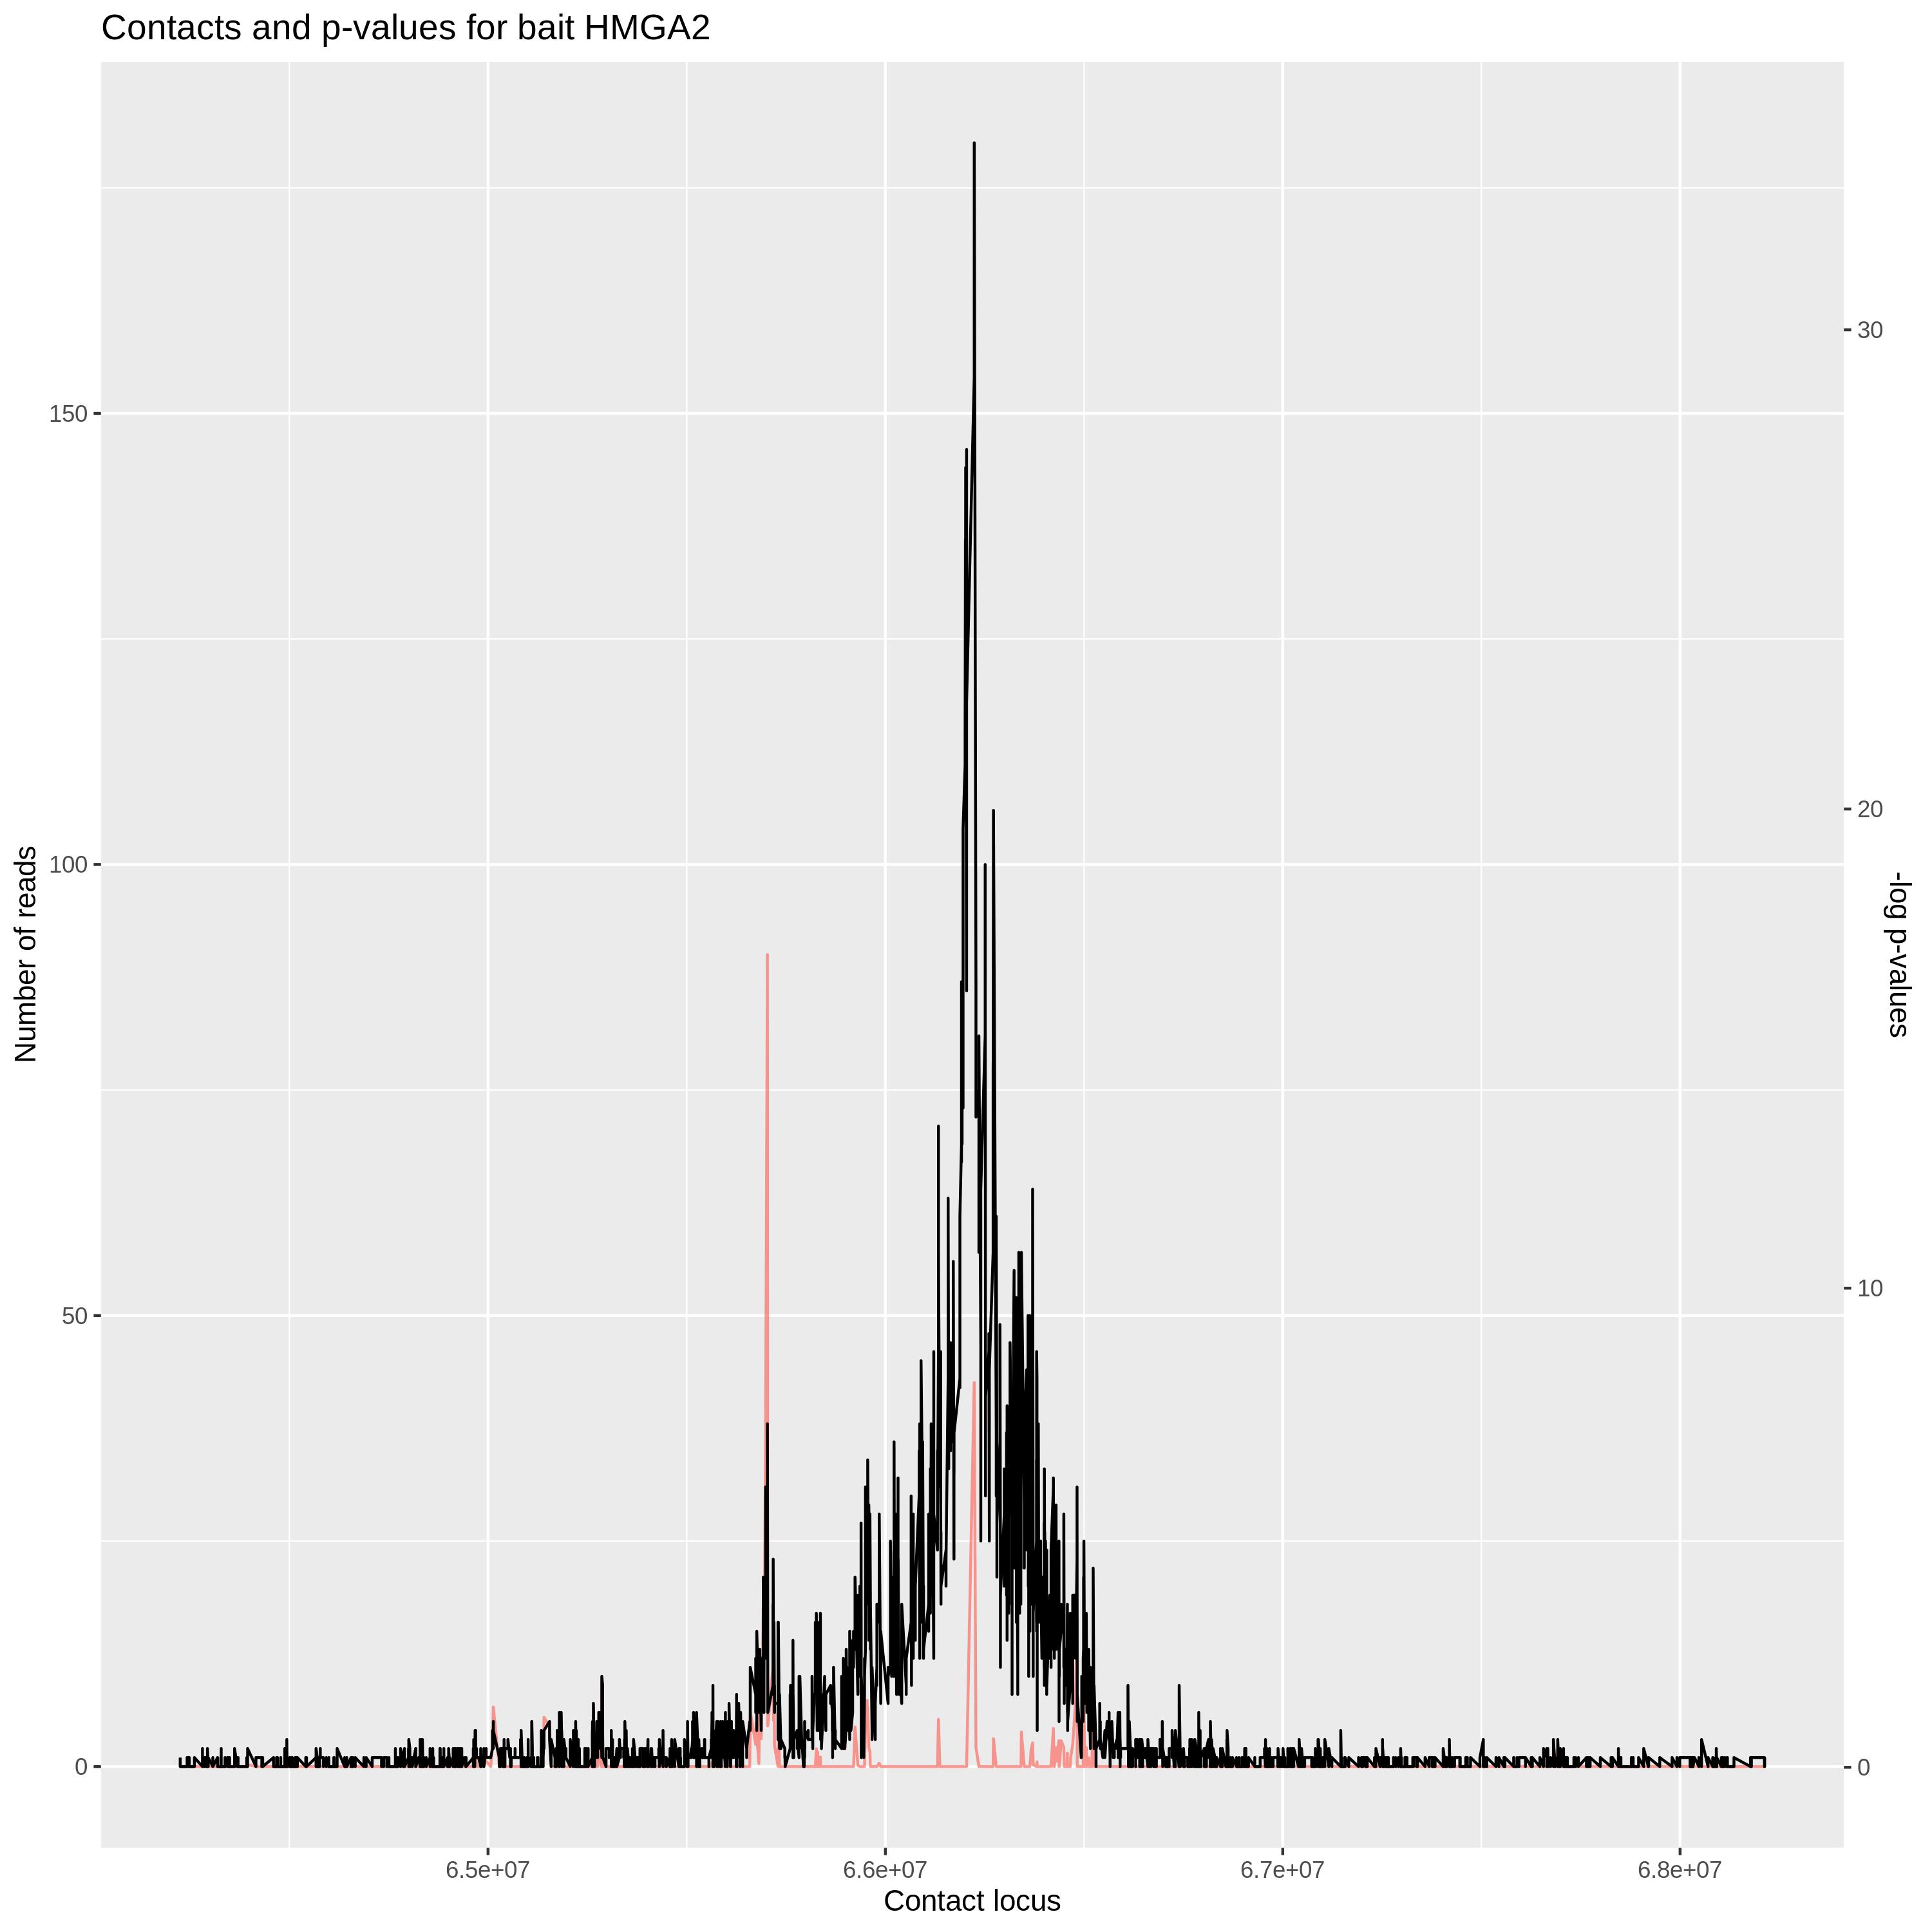 Contacts and p-values for bait HMGA2
Number of reads
150
100
50
0
30
20
10
0
-log p-values
6.5e+07
6.6e+07
6.7e+07
6.8e+07
Contact locus